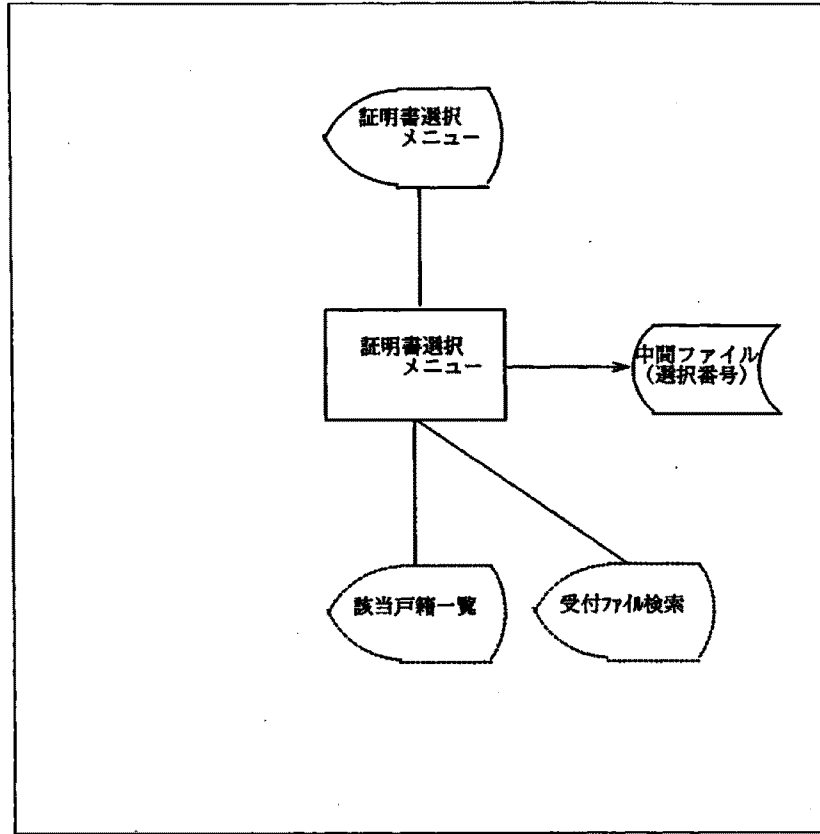 証明書選択
メニュー
証明書選択
メニュー
中間ファイル
(選択番号)
該当戸籍一覧
受付ファイル検索